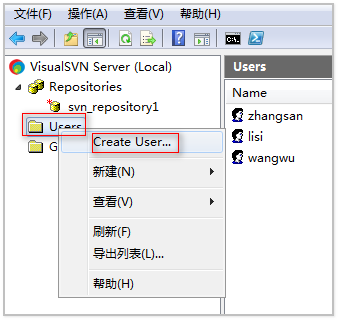 文件(F) 操作(A) 查看(V) 帮助(H)
VisualSVN Server (Local)
Repositories
svn_repository1
Users
G
Create User...
新建(N)
查看(V)
刷新(F)
导出列表(L)...
帮助(H)
Users
Name
zhangsan
lisi
wangwu